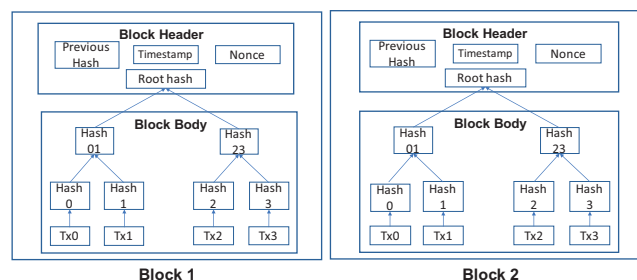 Block Header
Previous
Hash
Timestamp
Nonce
Root hash
Block Body
Hash
01
Hash
23
Hash
0
Hash
1
Hash
2
Hash
3
Tx0
Tx1
Tx2
Tx3
Block 1
Block Header
Previous
Hash
Timestamp
Nonce
Root hash
Block Body
Hash
01
Hash
23
Hash
0
Hash
1
Hash
2
Hash
3
Tx0
Tx1
Tx2
Tx3
Block 2